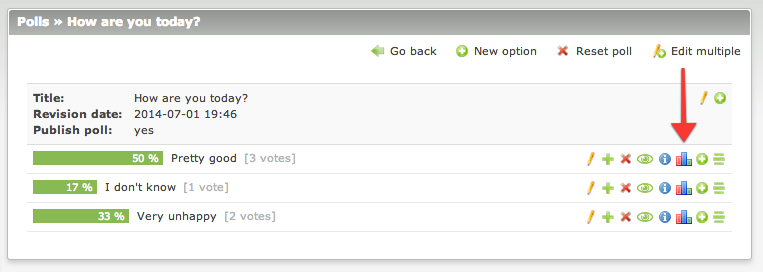 Polls » How are you today?
Go back New option Reset poll Edit multiple
Title: How are you today?
Revision date: 2014-07-01 19:46
Publish poll: yes
50 % Pretty good [3 votes]
17 % I don't know [1 vote]
33 % Very unhappy [2 votes]